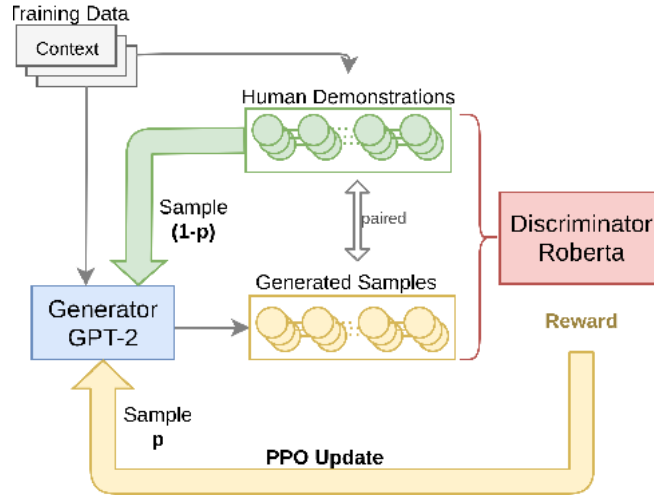 Training Data
Context
Human Demonstrations
Sample
(1-p)
paired
Discriminator
Roberta
Generated Samples
Generator
GPT-2
Reward
Sample
p
PPO Update